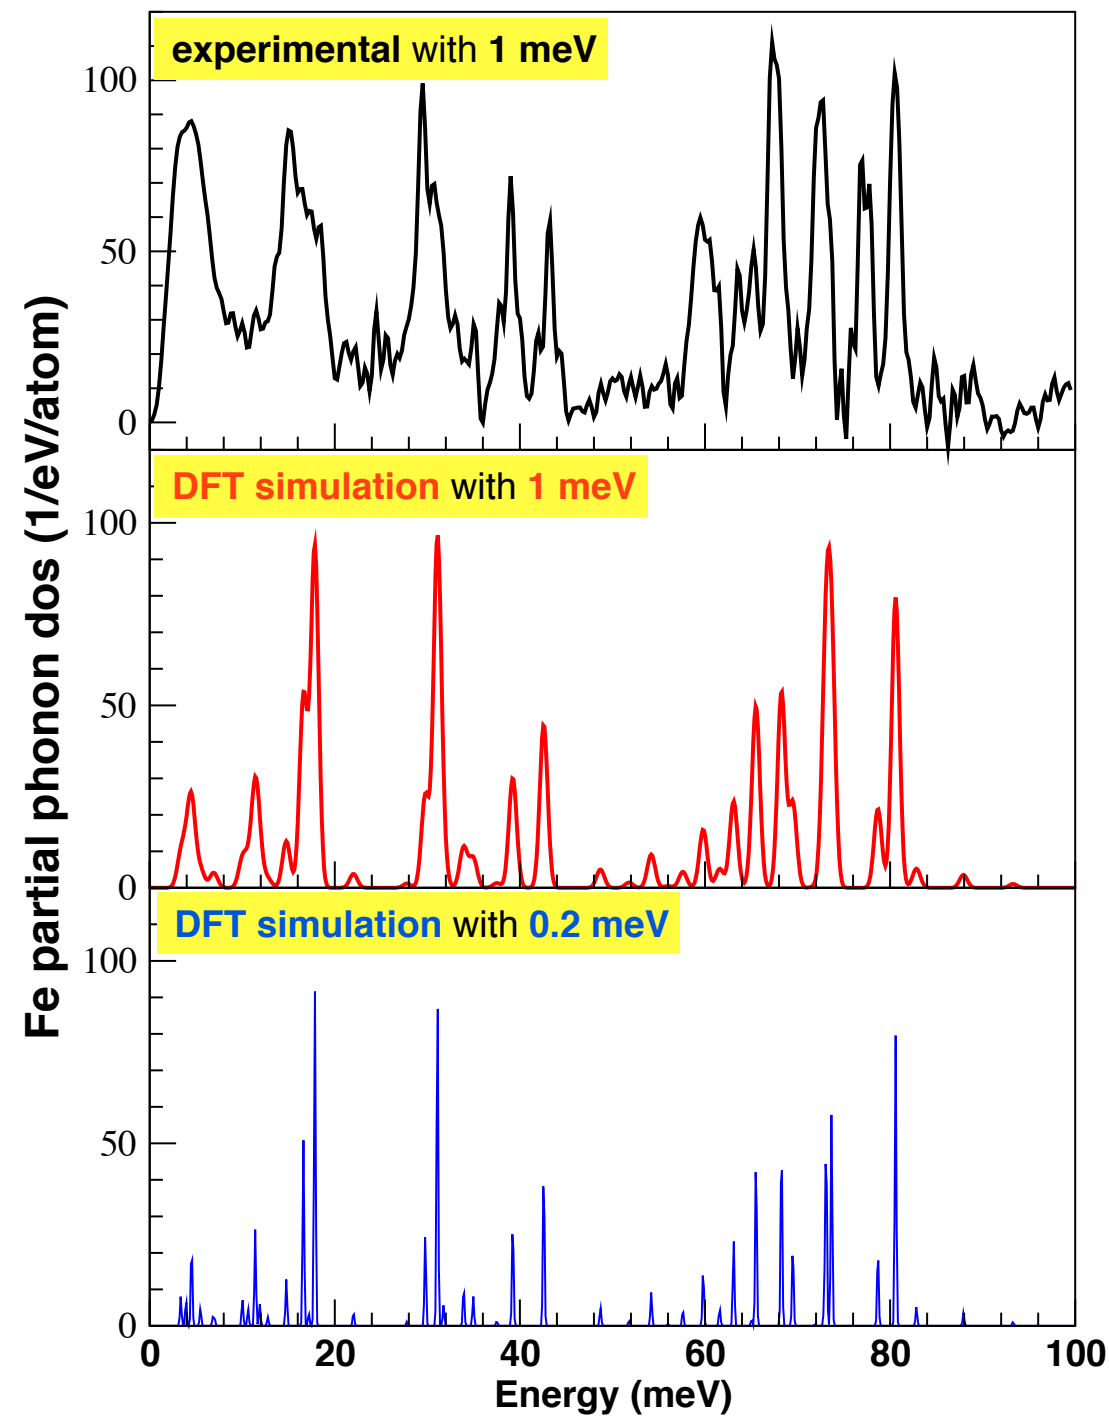 experimental with 1 meV
100
50
0
DFT simulation with 1 meV
100
50
0
DFT simulation with 0.2 meV
100
50
0
0 20 40 60 80 100
Energy (meV)
Fe partial phonon dos (1/eV/atom)